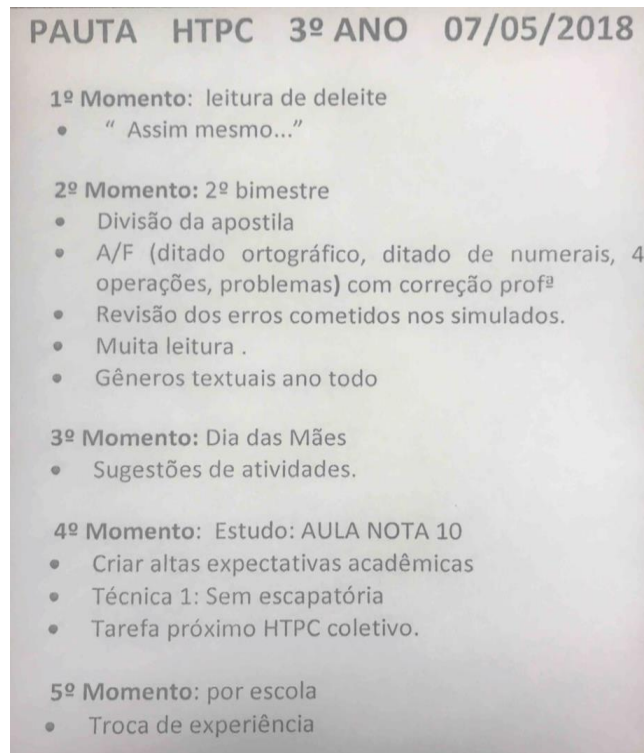 PAUTA HTPC 3º ANO 07/05/2018
1º Momento: leitura de deleite
• “ Assim mesmo...”
2º Momento: 2º bimestre
• Divisão da apostila
• A/F (ditado ortográfico, ditado de numerais, 4
operações, problemas) com correção profª
• Revisão dos erros cometidos nos simulados.
• Muita leitura .
• Gêneros textuais ano todo
3º Momento: Dia das Mães
• Sugestões de atividades.
4º Momento: Estudo: AULA NOTA 10
• Criar altas expectativas acadêmicas
• Técnica 1: Sem escapatória
• Tarefa próximo HTPC coletivo.
5º Momento: por escola
• Troca de experiência